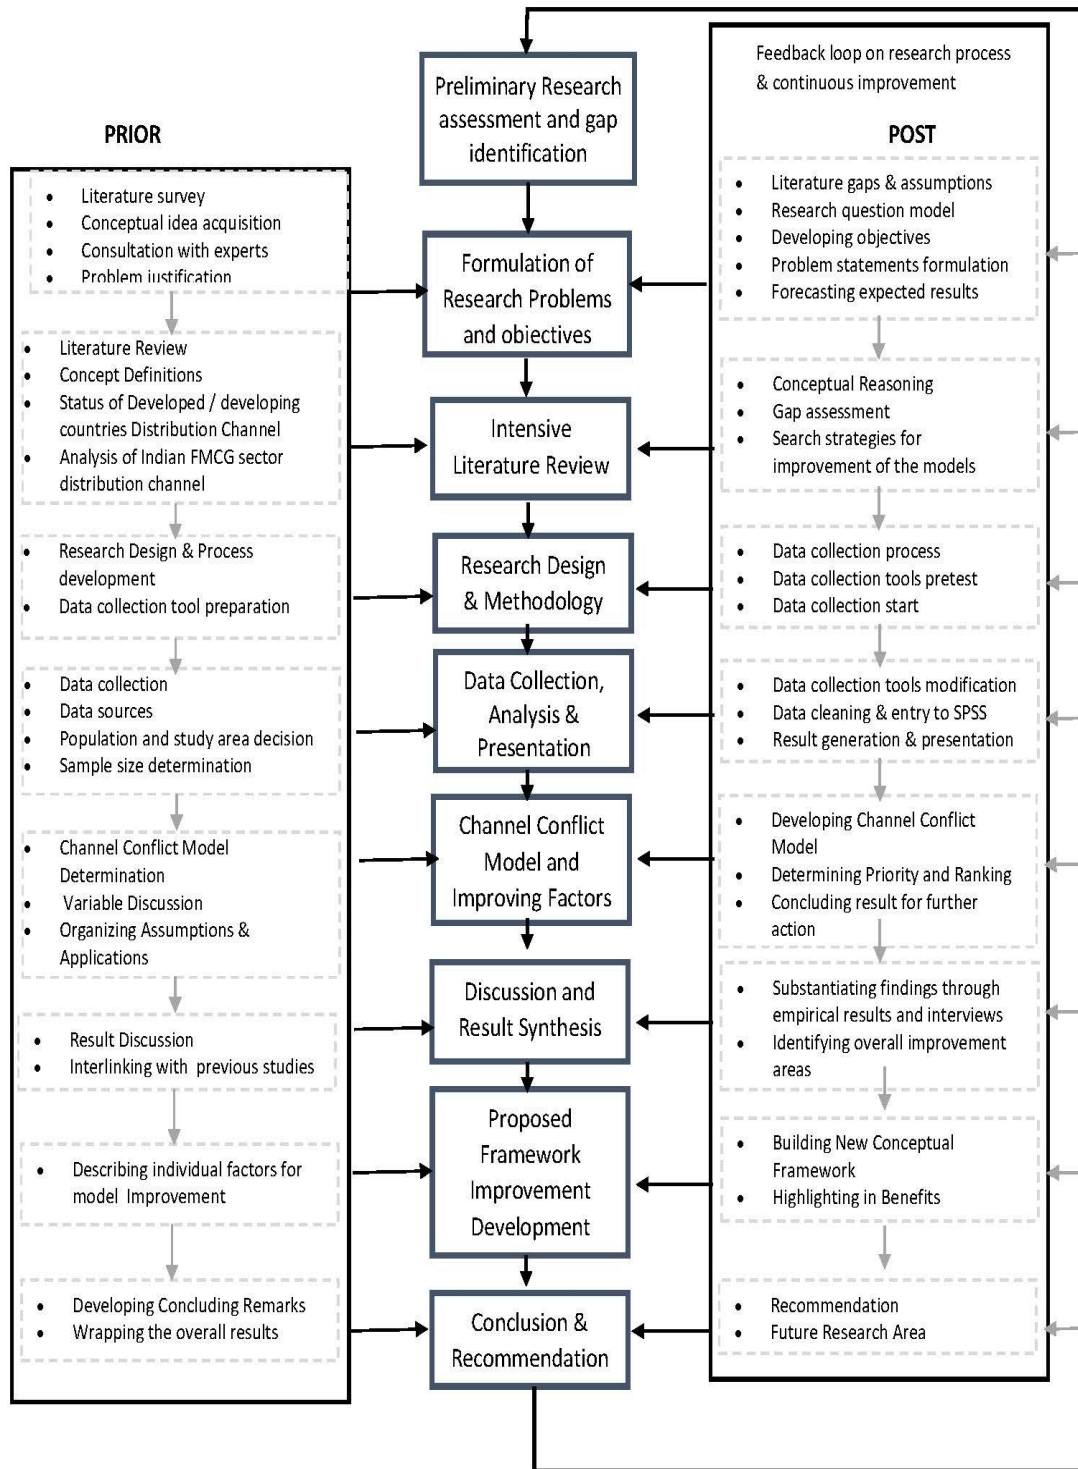 Preliminary Research
assessment and gap
identification
Feedback loop on research process
& continuous improvement
PRIOR
POST
• Literature survey
• Conceptual idea acquisition
• Consultation with experts
• Problem justification
Formulation of
Research Problems
and objectives
• Literature gaps & assumptions
• Research question model
• Developing objectives
• Problem statements formulation
• Forecasting expected results
• Literature Review
• Concept Definitions
• Status of Developed / developing
countries Distribution Channel
• Analysis of Indian FMCG sector
distribution channel
Intensive
Literature Review
• Conceptual Reasoning
• Gap assessment
• Search strategies for
improvement of the models
• Research Design & Process
development
• Data collection tool preparation
Research Design
& Methodology
• Data collection process
• Data collection tools pretest
• Data collection start
• Data collection
• Data sources
• Population and study area decision
• Sample size determination
Data Collection,
Analysis &
Presentation
• Data collection tools modification
• Data cleaning & entry to SPSS
• Result generation & presentation
• Channel Conflict Model
Determination
• Variable Discussion
• Organizing Assumptions &
Applications
Channel Conflict
Model and
Improving Factors
• Developing Channel Conflict
Model
• Determining Priority and Ranking
• Concluding result for further
action
• Result Discussion
• Interlinking with previous studies
Discussion and
Result Synthesis
• Substantiating findings through
empirical results and interviews
• Identifying overall improvement
areas
• Describing individual factors for
model Improvement
Proposed
Framework
Improvement
Development
• Building New Conceptual
Framework
• Highlighting in Benefits
• Developing Concluding Remarks
• Wrapping the overall results
Conclusion &
Recommendation
• Recommendation
• Future Research Area